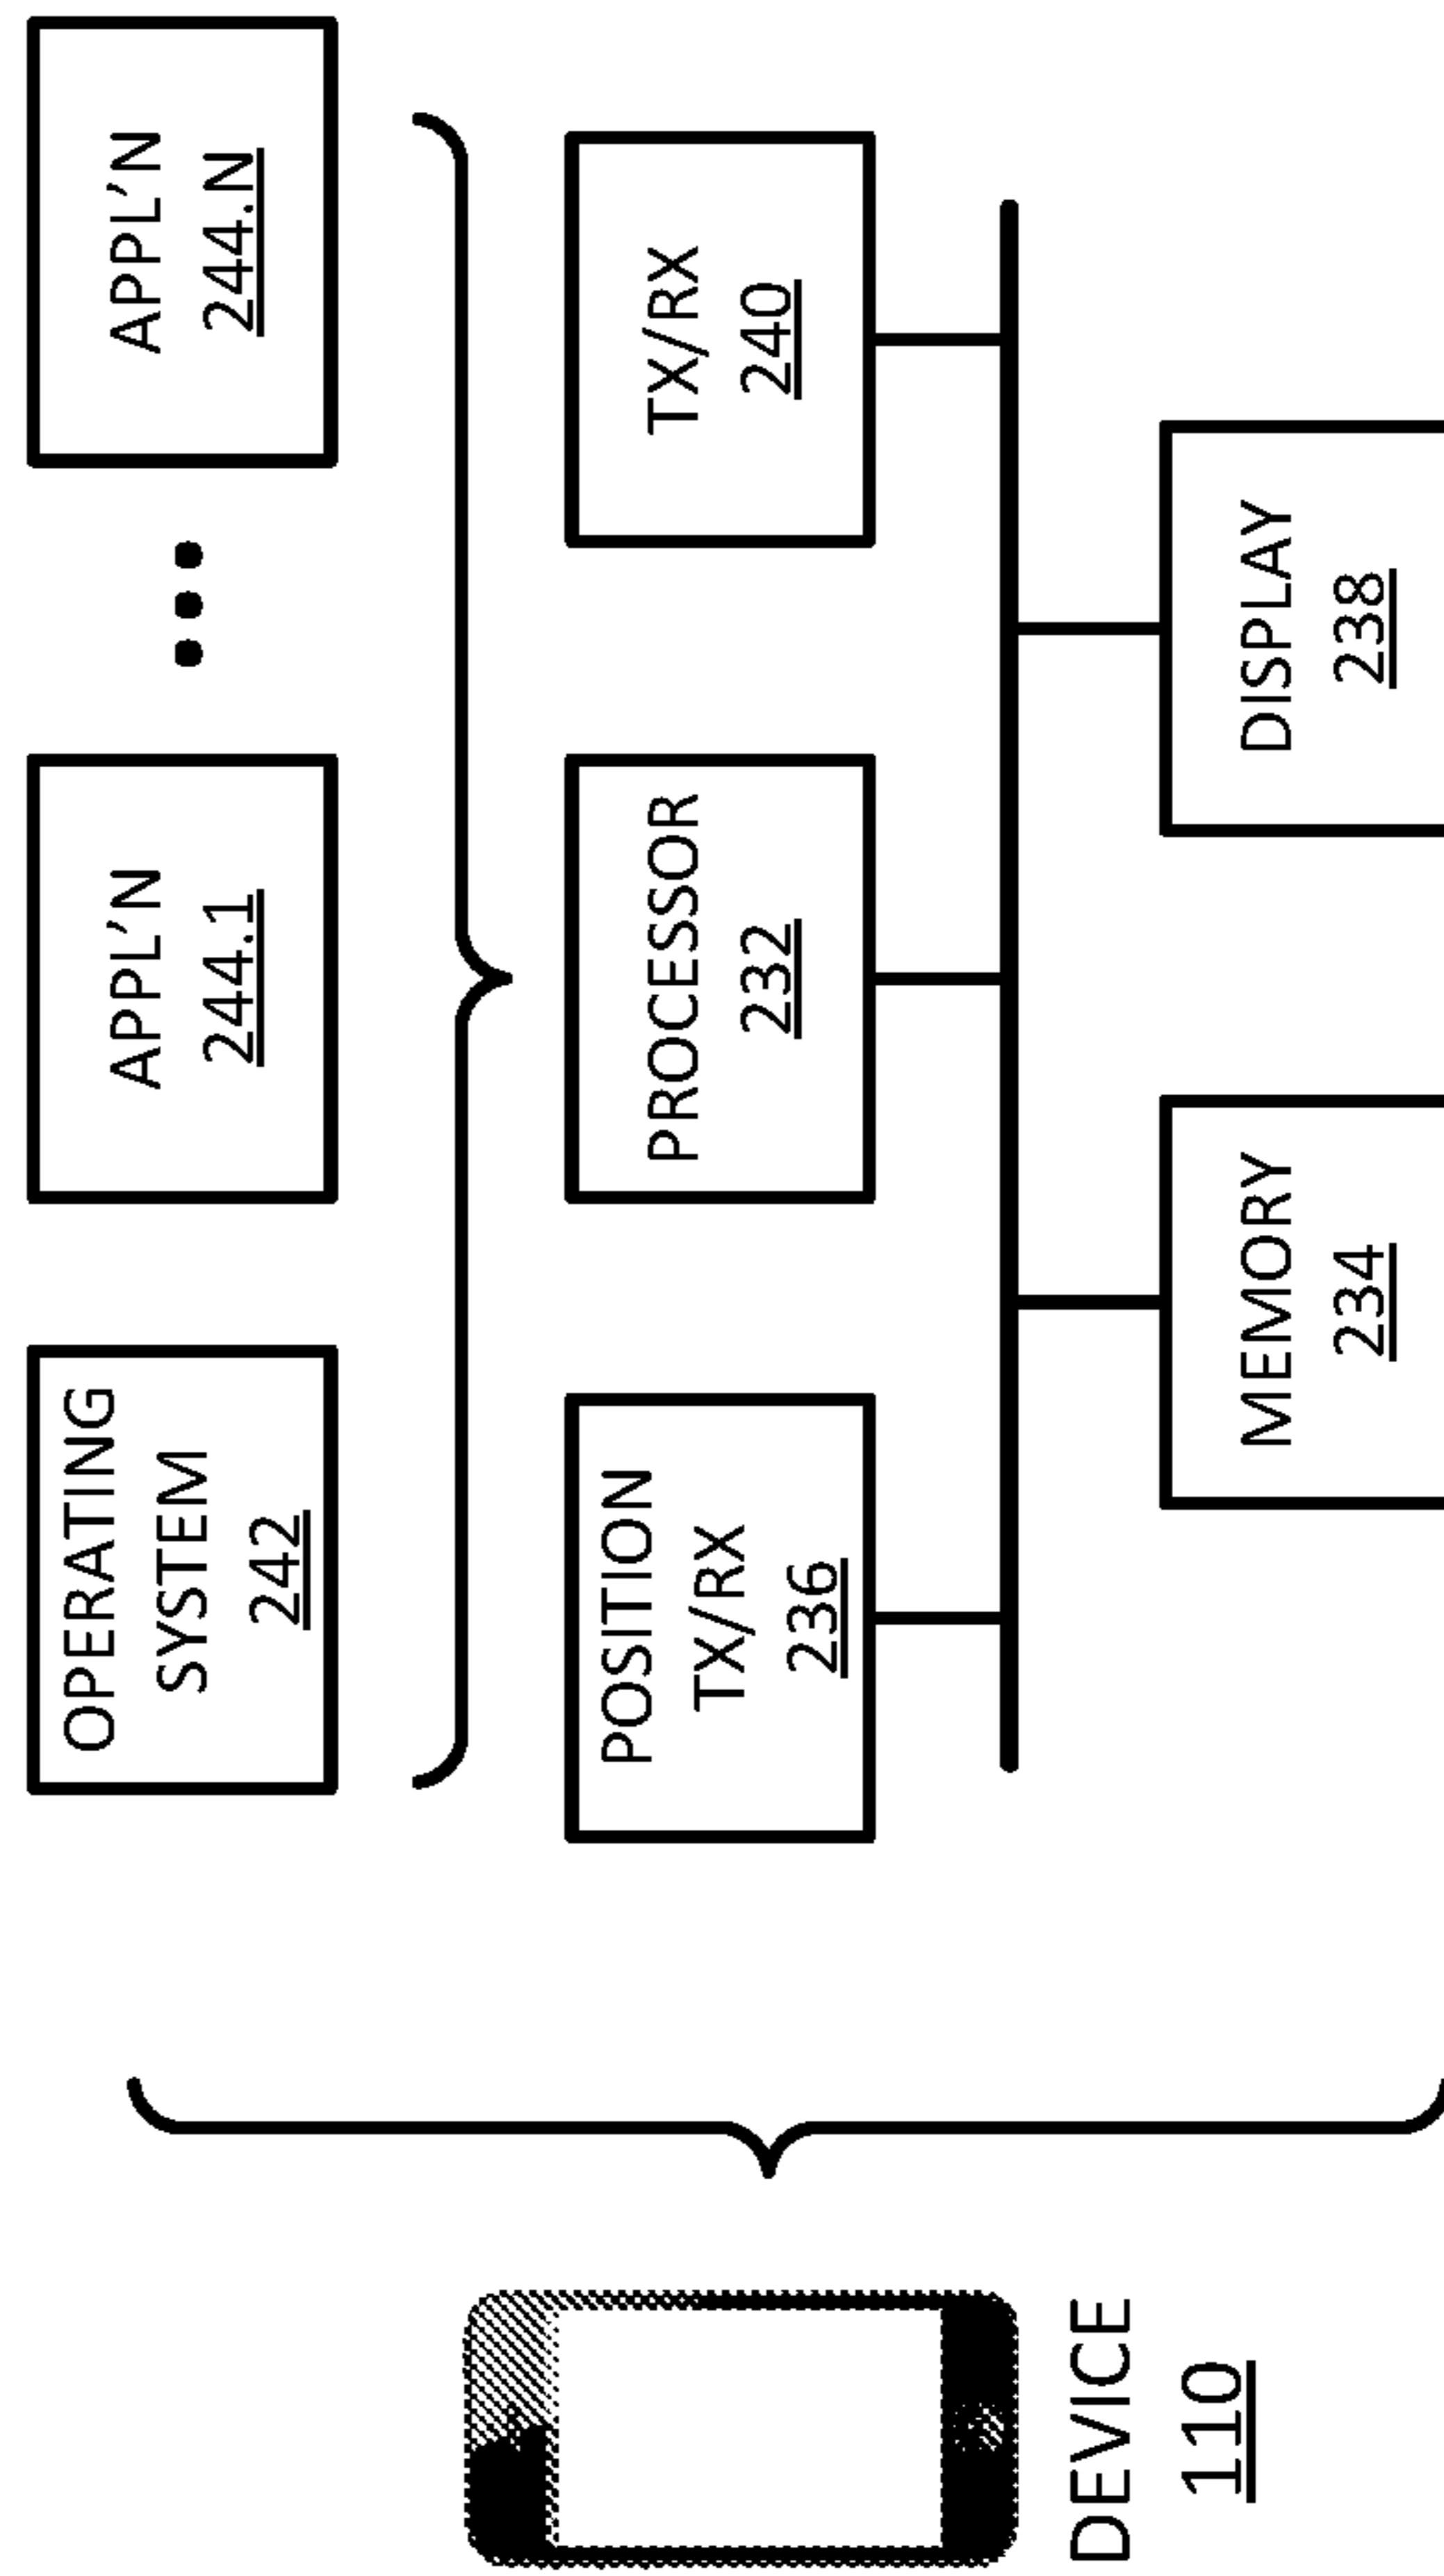 OPERATING
SYSTEM
242
APPL'N
244.1
APPL'N
244.N
POSITION
TX/RX
236
PROCESSOR
232
TX/RX
240
MEMORY
234
DISPLAY
238
DEVICE
110